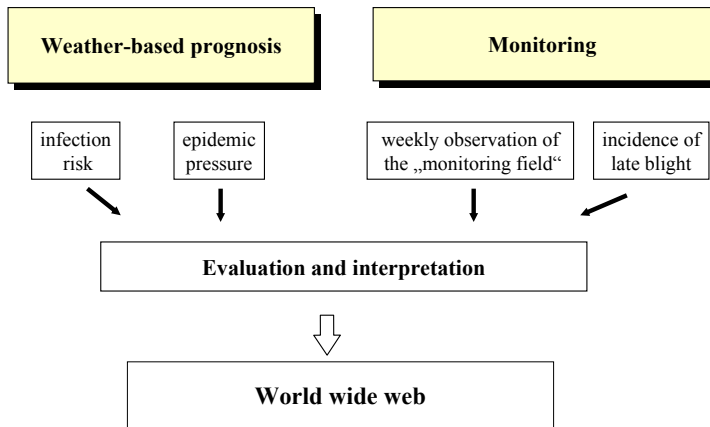 Weather-based prognosis
Monitoring
infection
risk
epidemic
pressure
weekly observation of
the „monitoring field“
incidence of
late blight
Evaluation and interpretation
World wide web